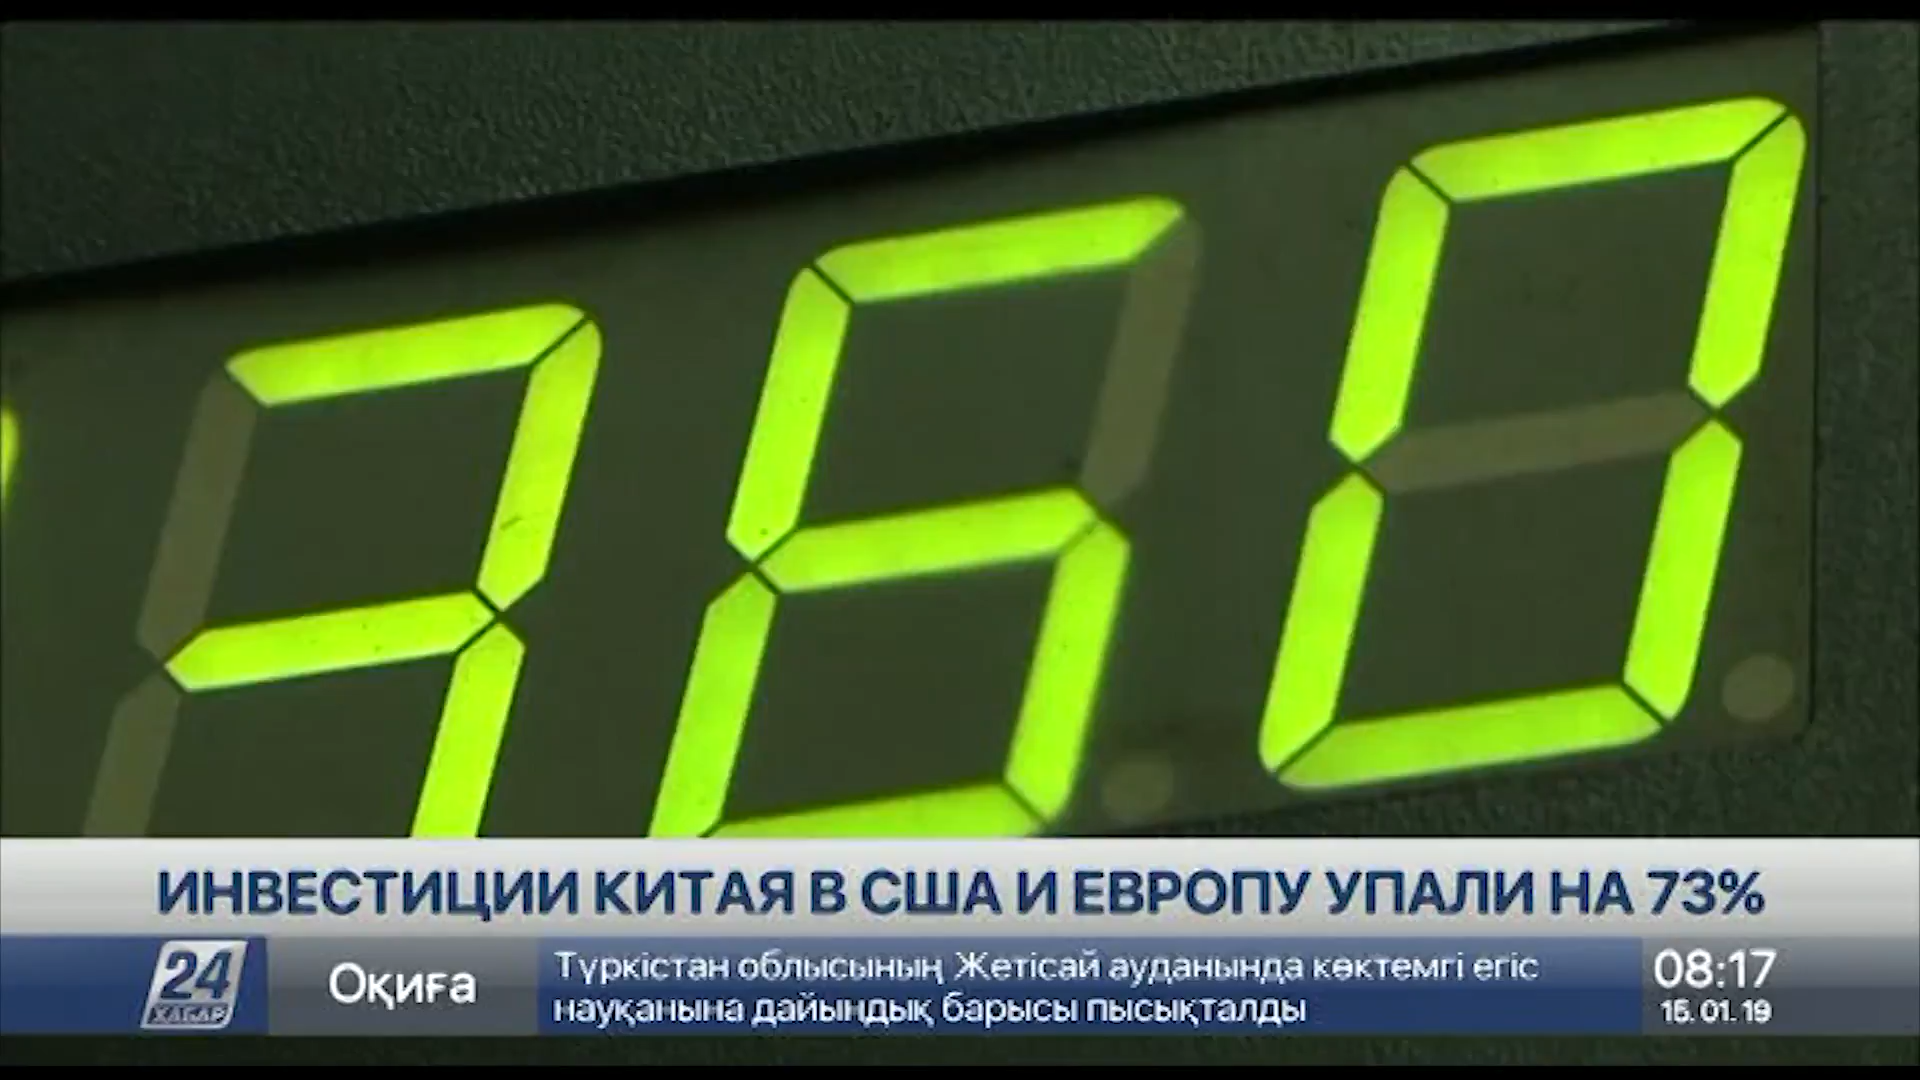 360
ИНВЕСТИЦИИ КИТАЯ В США И ЕВРОПУ УПАЛИ НА 73%
24
ХАБАР
Оқиға
Түркістан облысының Жетісай ауданында көктемгі егіс
науқанына дайындық барысы пысықталды
08:17
15.01.19